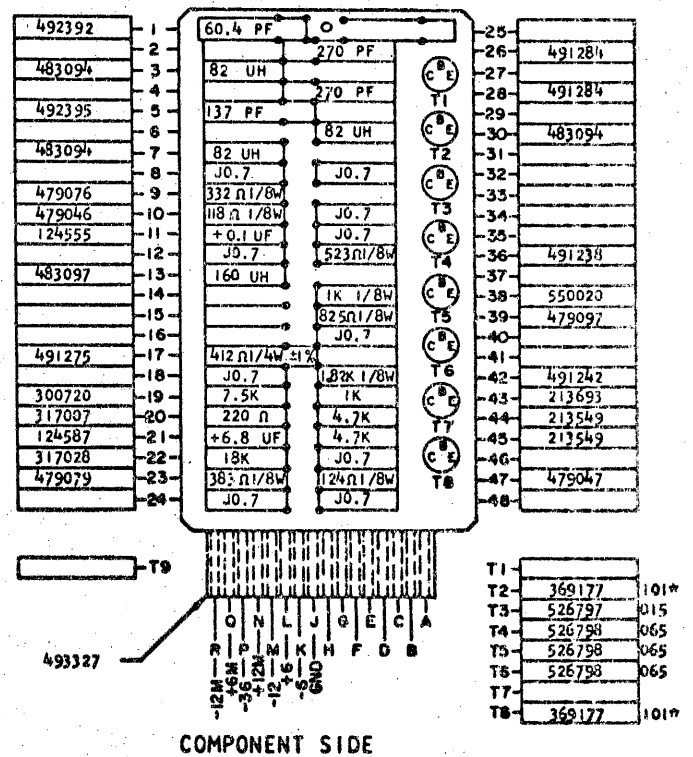 492392 1 60.4 PF O 25
2 270 PF 26 491284
483094 3 82 UH C B E 27
4 270 PF T1 28 491284
492395 5 137 PF C B E 29
6 82 UH 30 483094
483094 7 82 UH T2 31
8 J0.7 J0.7 C B E 32
479076 9 332Ω1/8W T3 33
479046 10 118Ω 1/8W J0.7 34
124555 11 +0.1 UF J0.7 C B E 35
12 J0.7 523Ω1/8W T4 36 491238
483097 13 160 UH 37
14 1K 1/8W C B E 38 550020
15 825Ω1/8W T5 39 479097
16 J0.7 C B E 40
491275 17 412Ω1/4W ±1% 41
18 J0.7 1.82K 1/8W T6 42 491242
300720 19 7.5K 1K C B E 43 213693
317007 20 220 Ω 4.7K T7 44 213549
124587 21 +6.8 UF 4.7K 45 213549
317028 22 18K J0.7 C B E 46
479079 23 383Ω1/8W 124Ω1/8W T8 47 479047
24 J0.7 J0.7 48
T9
T1
T2 369177 101*
T3 526797 015
T4 526798 065
T5 526798 065
T6 526798 065
T7
T8 369177 101*
493327
Q N L J G E C A
R P M K H F D B
-12M +6M -36 +12M -12 +6 -6 GND
COMPONENT SIDE